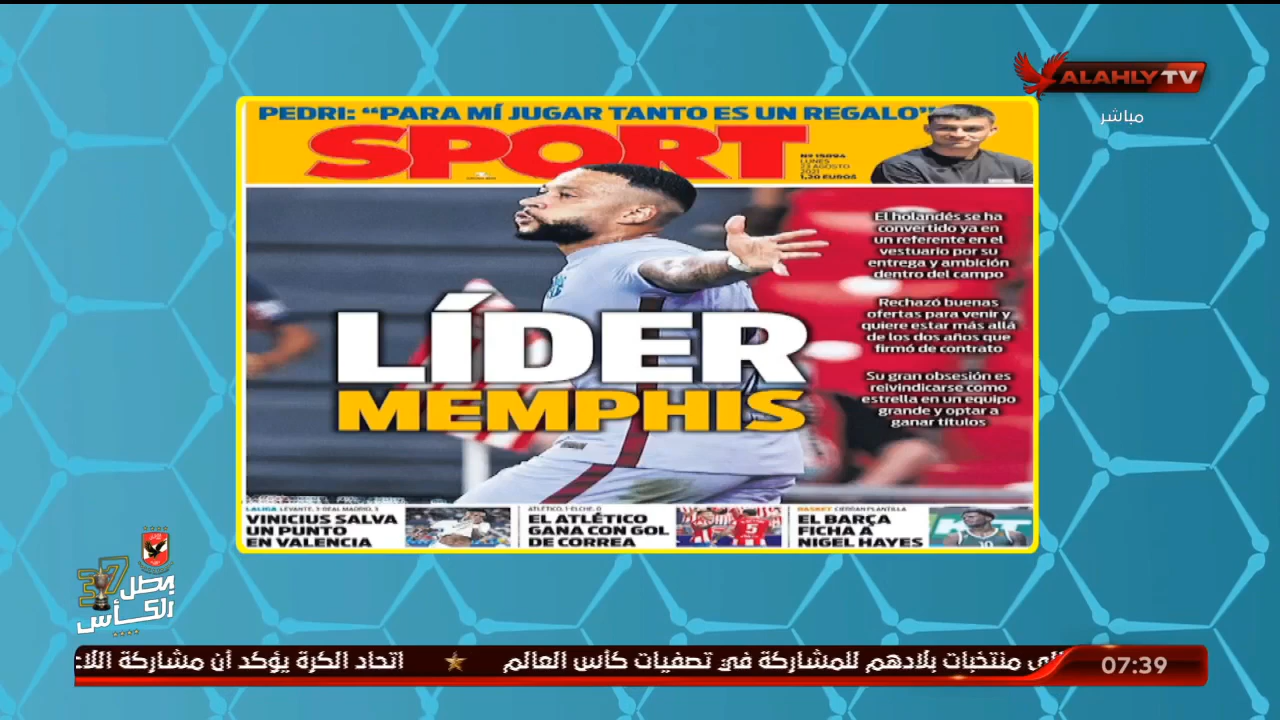 ALAHLY TV
مباشر
PEDRI: “PARA MÍ JUGAR TANTO ES UN REGALO”
SPORT
Nº 15094
LUNES
23 AGOSTO
2021
1,20 EUROS
El holandés se ha
convertido ya en
un referente en el
vestuario por su
entrega y ambición
dentro del campo
Rechazó buenas
ofertas para venir y
quiere estar más allá
de los dos años que
firmó de contrato
Su gran obsesión es
reivindicarse como
estrella en un equipo
grande y optar a
ganar títulos
LÍDER
MEMPHIS
LALIGA LEVANTE, 3-REAL MADRID, 3
VINICIUS SALVA
UN PUNTO
EN VALENCIA
ATLÉTICO, 1-ELCHE, 0
EL ATLÉTICO
GANA CON GOL
DE CORREA
BASKET CIERRAN PLANTILLA
EL BARÇA
FICHA A
NIGEL HAYES
37
بطل
الكأس
منتخبات بلادهم للمشاركة في تصفيات كأس العالم ★ اتحاد الكرة يؤكد أن مشاركة
07:39